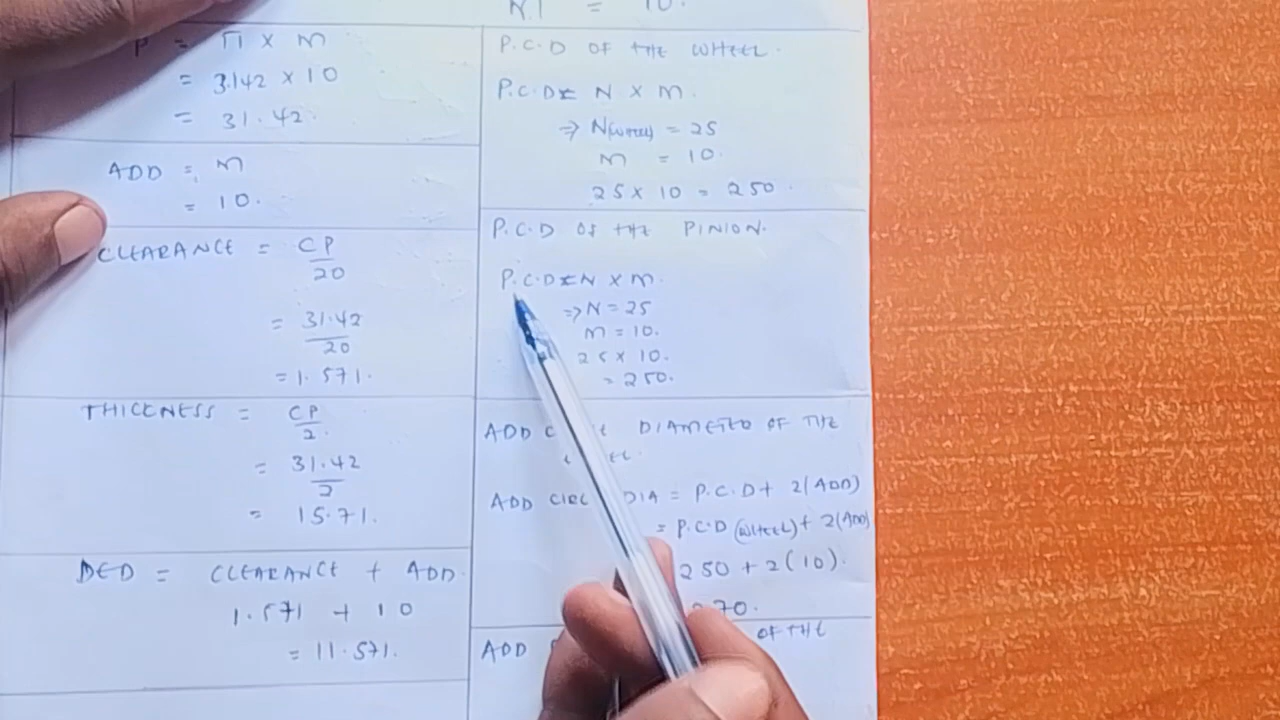 N T = 10.
P = Π × M
= 3.142 × 10
= 31.42.
ADD = M
= 10.
CLEARANCE = CP
20
= 31.42
20
= 1.571.
THICKNESS = CP
2.
= 31.42
2
= 15.71.
DED = CLEARANCE + ADD.
1.571 + 10
= 11.571.
P.C.D OF THE WHEEL.
P.C.D = N × M.
⇒ N(WHEEL) = 25
M = 10.
25 × 10 = 250.
P.C.D OF THE PINION.
P.C.D = N × M.
⇒ N = 25
M = 10.
25 × 10.
= 250.
ADD DIAMETER OF THE
ADD CIRC DIA = P.C.D + 2(ADD)
= P.C.D (WHEEL) + 2(ADD)
250 + 2(10).
270.
ADD OF THE